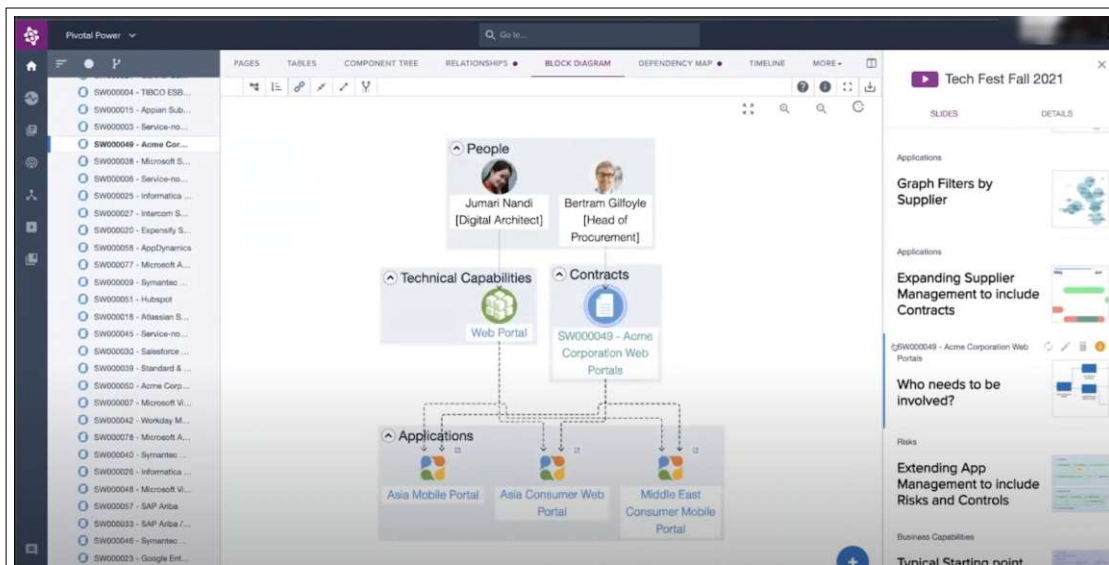 Pivotal Power
Go to...
PAGES
TABLES
COMPONENT TREE
RELATIONSHIPS
BLOCK DIAGRAM
DEPENDENCY MAP
TIMELINE
MORE
SW000004 - TIBCO ESB...
SW000015 - Appian Sub...
SW000003 - Service-no...
SW000049 - Acme Cor...
SW000038 - Microsoft S...
SW000006 - Service-no...
SW000025 - Informatica ...
SW000027 - Intercom S...
SW000020 - Expensify S...
SW000058 - AppDynamics
SW000077 - Microsoft A...
SW000009 - Symantec ...
SW000051 - Hubspot
SW000018 - Atlassian S...
SW000045 - Service-no...
SW000030 - Salesforce ...
SW000039 - Standard & ...
SW000050 - Acme Corp...
SW000007 - Microsoft Vi...
SW000042 - Workday M...
SW000078 - Microsoft A...
SW000040 - Symantec ...
SW000026 - Informatica ...
SW000048 - Microsoft Vi...
SW000057 - SAP Ariba
SW000033 - SAP Ariba /...
SW000046 - Symantec ...
SW000023 - Google Ent...
People
Jumari Nandi
[Digital Architect]
Bertram Gilfoyle
[Head of
Procurement]
Technical Capabilities
Web Portal
Contracts
SW000049 - Acme
Corporation Web
Portals
Applications
Asia Mobile Portal
Asia Consumer Web
Portal
Middle East
Consumer Mobile
Portal
Tech Fest Fall 2021
SLIDES
DETAILS
Applications
Graph Filters by
Supplier
Applications
Expanding Supplier
Management to include
Contracts
SW000049 - Acme Corporation Web
Portals
Who needs to be
involved?
Risks
Extending App
Management to include
Risks and Controls
Business Capabilities
Typical Starting point